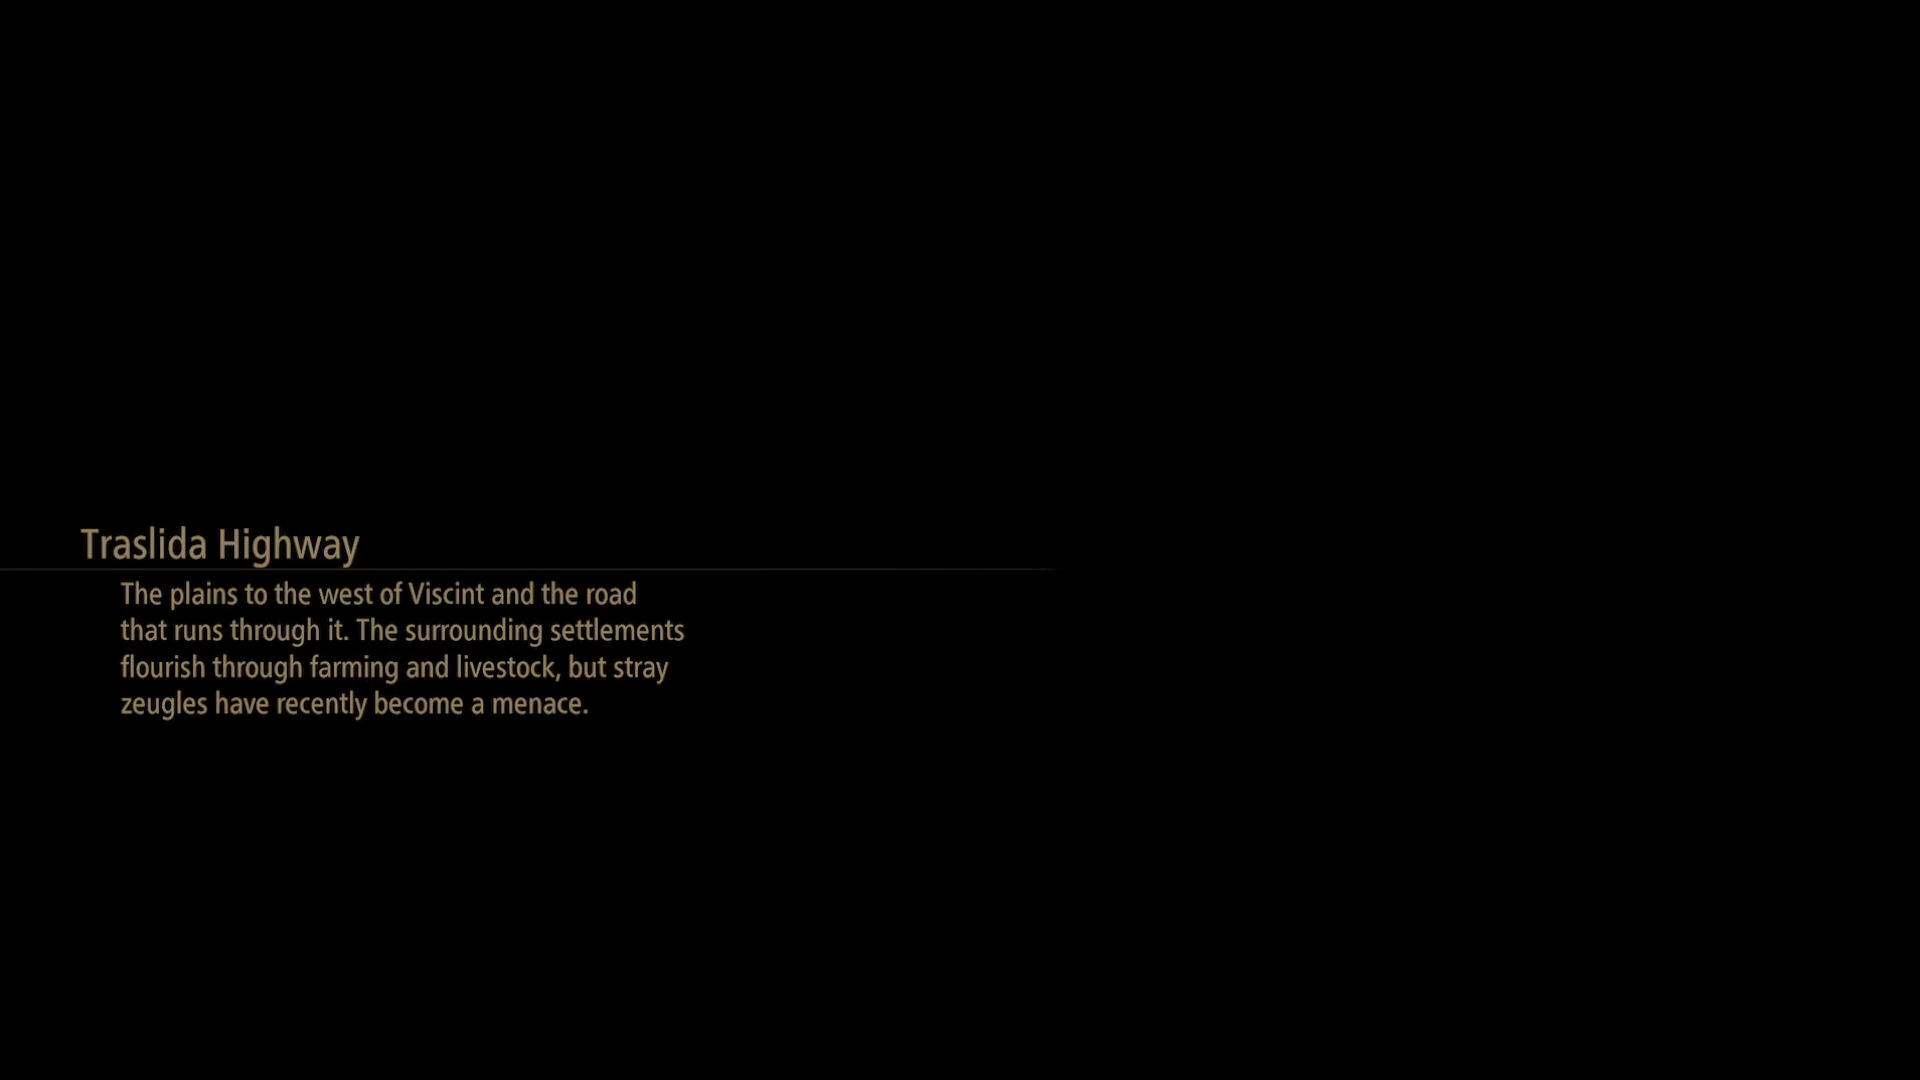 Traslida Highway
The plains to the west of Viscint and the road
that runs through it. The surrounding settlements
flourish through farming and livestock, but stray
zeugles have recently become a menace.